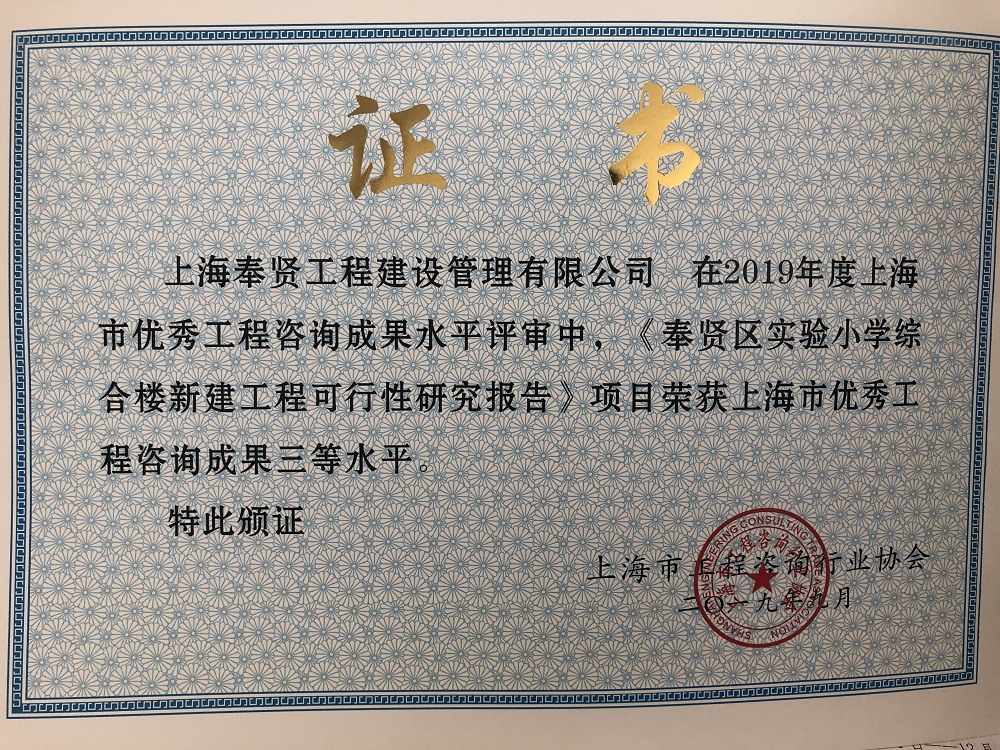 证 书
上海奉贤工程建设管理有限公司 在2019年度上海
市优秀工程咨询成果水平评审中，《奉贤区实验小学综
合楼新建工程可行性研究报告》项目荣获上海市优秀工
程咨询成果三等水平。
特此颁证
上海市工程咨询行业协会
二〇一九年九月
SHANGHAI ENGINEERING CONSULTING TRADE ASSOCIATION